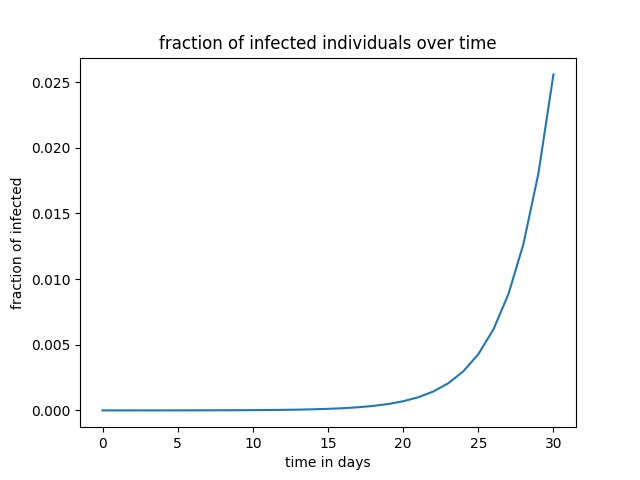 fraction of infected individuals over time
0.025
0.020
0.015
0.010
0.005
0.000
fraction of infected
0 5 10 15 20 25 30
time in days